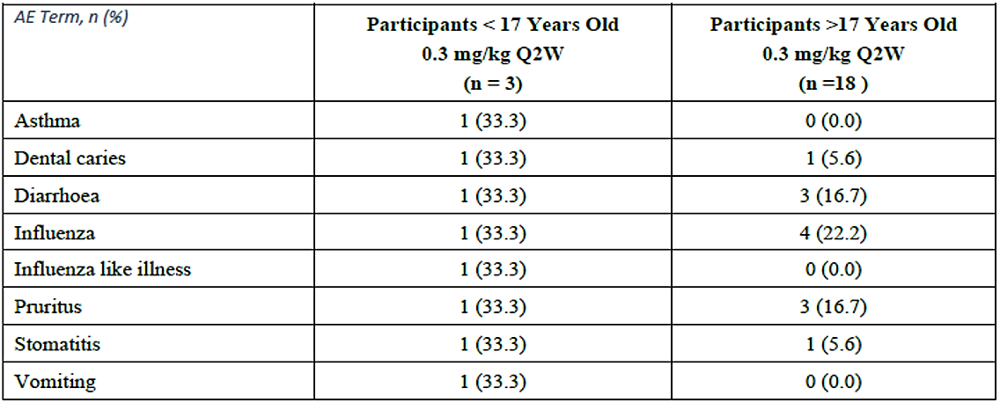 AE Term, n (%)
Participants < 17 Years Old
0.3 mg/kg Q2W
(n = 3)
Participants >17 Years Old
0.3 mg/kg Q2W
(n =18 )
Asthma 1 (33.3) 0 (0.0)
Dental caries 1 (33.3) 1 (5.6)
Diarrhoea 1 (33.3) 3 (16.7)
Influenza 1 (33.3) 4 (22.2)
Influenza like illness 1 (33.3) 0 (0.0)
Pruritus 1 (33.3) 3 (16.7)
Stomatitis 1 (33.3) 1 (5.6)
Vomiting 1 (33.3) 0 (0.0)